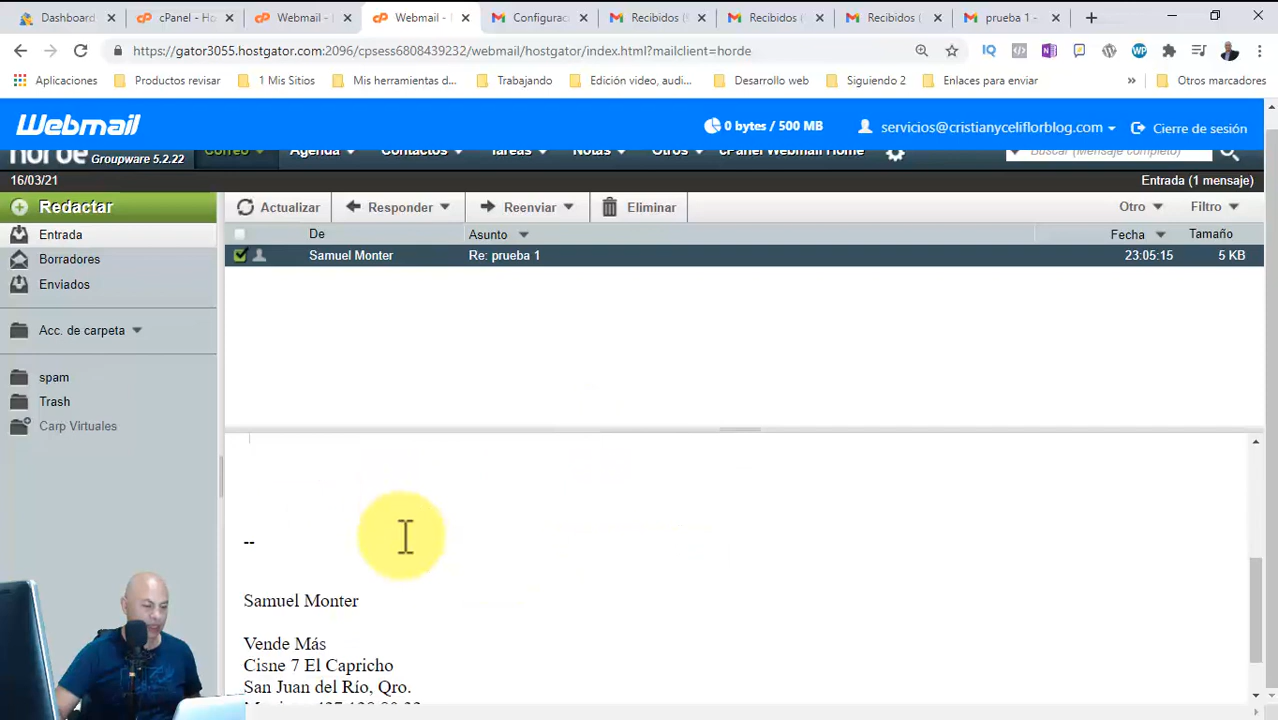 Dashboard
cPanel - Ho
Webmail -
Webmail -
Configurac
Recibidos (
Recibidos (
Recibidos (
prueba 1 -
https://gator3055.hostgator.com:2096/cpsess6808439232/webmail/hostgator/index.html?mailclient=horde
Aplicaciones
Productos revisar
1 Mis Sitios
Mis herramientas d...
Trabajando
Edición video, audi...
Desarrollo web
Siguiendo 2
Enlaces para enviar
»
Otros marcadores
Webmail
0 bytes / 500 MB
servicios@cristianyceliflorblog.com
Cierre de sesión
horde Groupware 5.2.22
Correo
Agenda
Contactos
Tareas
Notas
Otros
cPanel Webmail Home
Buscar (Mensaje completo)
16/03/21
Entrada (1 mensaje)
Redactar
Actualizar
Responder
Reenviar
Eliminar
Otro
Filtro
Entrada
De
Asunto
Fecha
Tamaño
Samuel Monter
Re: prueba 1
23:05:15
5 KB
Borradores
Enviados
Acc. de carpeta
spam
Trash
Carp Virtuales
--
Samuel Monter
Vende Más
Cisne 7 El Capricho
San Juan del Río, Qro.